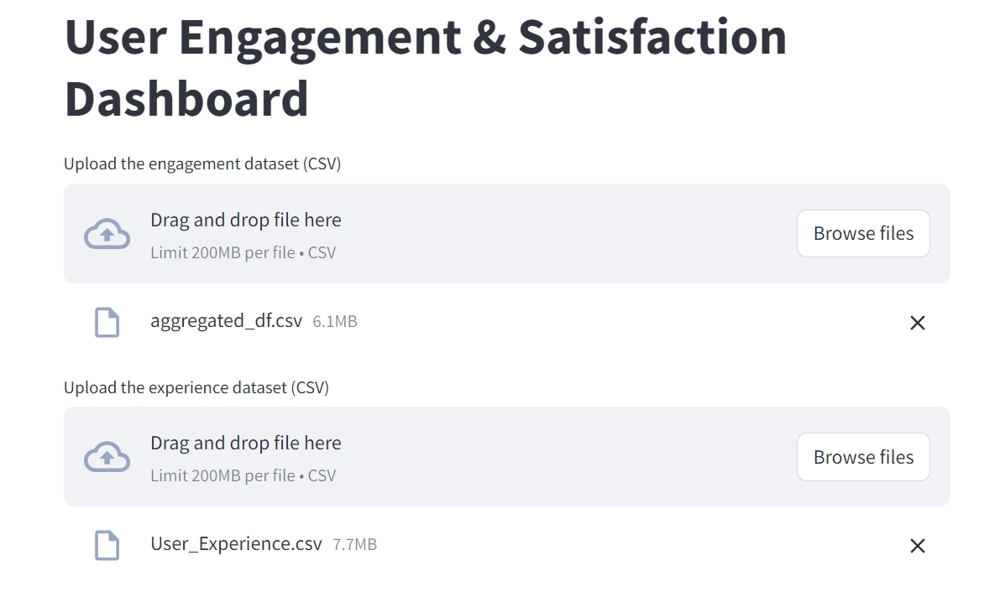 User Engagement & Satisfaction
Dashboard
Upload the engagement dataset (CSV)
Drag and drop file here
Limit 200MB per file • CSV
Browse files
aggregated_df.csv 6.1MB
Upload the experience dataset (CSV)
Drag and drop file here
Limit 200MB per file • CSV
Browse files
User_Experience.csv 7.7MB